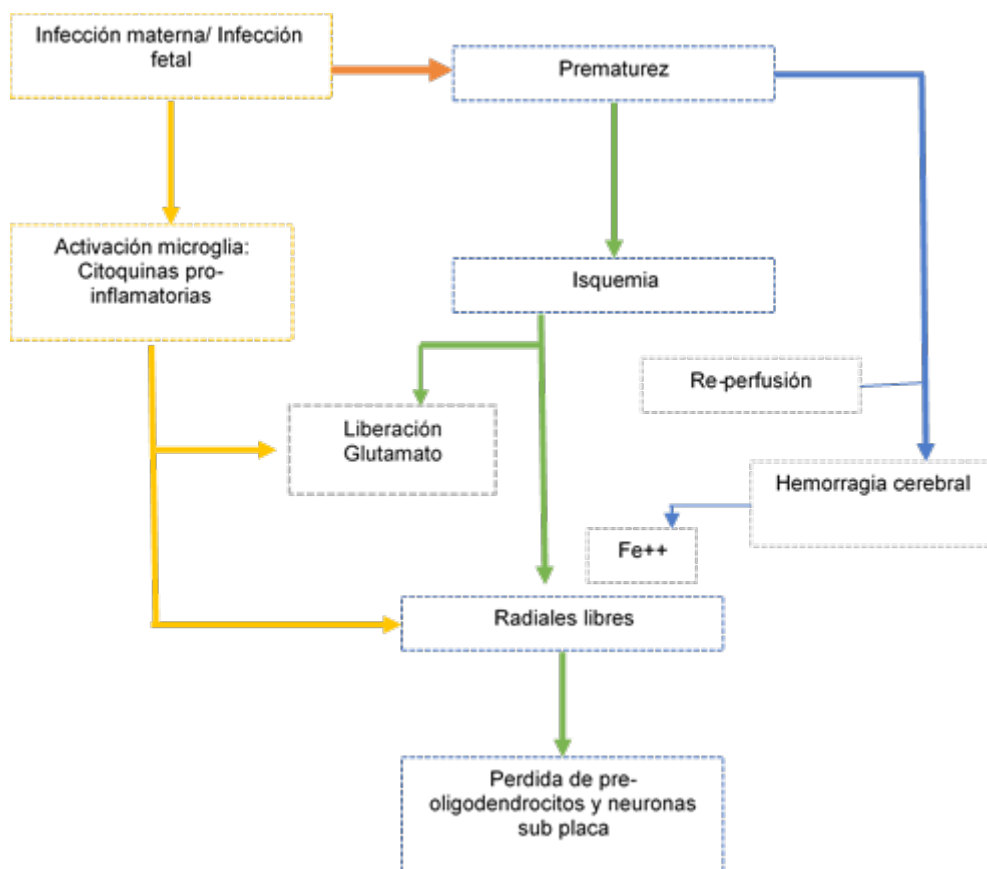 Infección materna/ Infección
fetal
Prematurez
Activación microglia:
Citoquinas pro-
inflamatorias
Isquemia
Re-perfusión
Liberación
Glutamato
Hemorragia cerebral
Fe++
Radiales libres
Perdida de pre-
oligodendrocitos y neuronas
sub placa